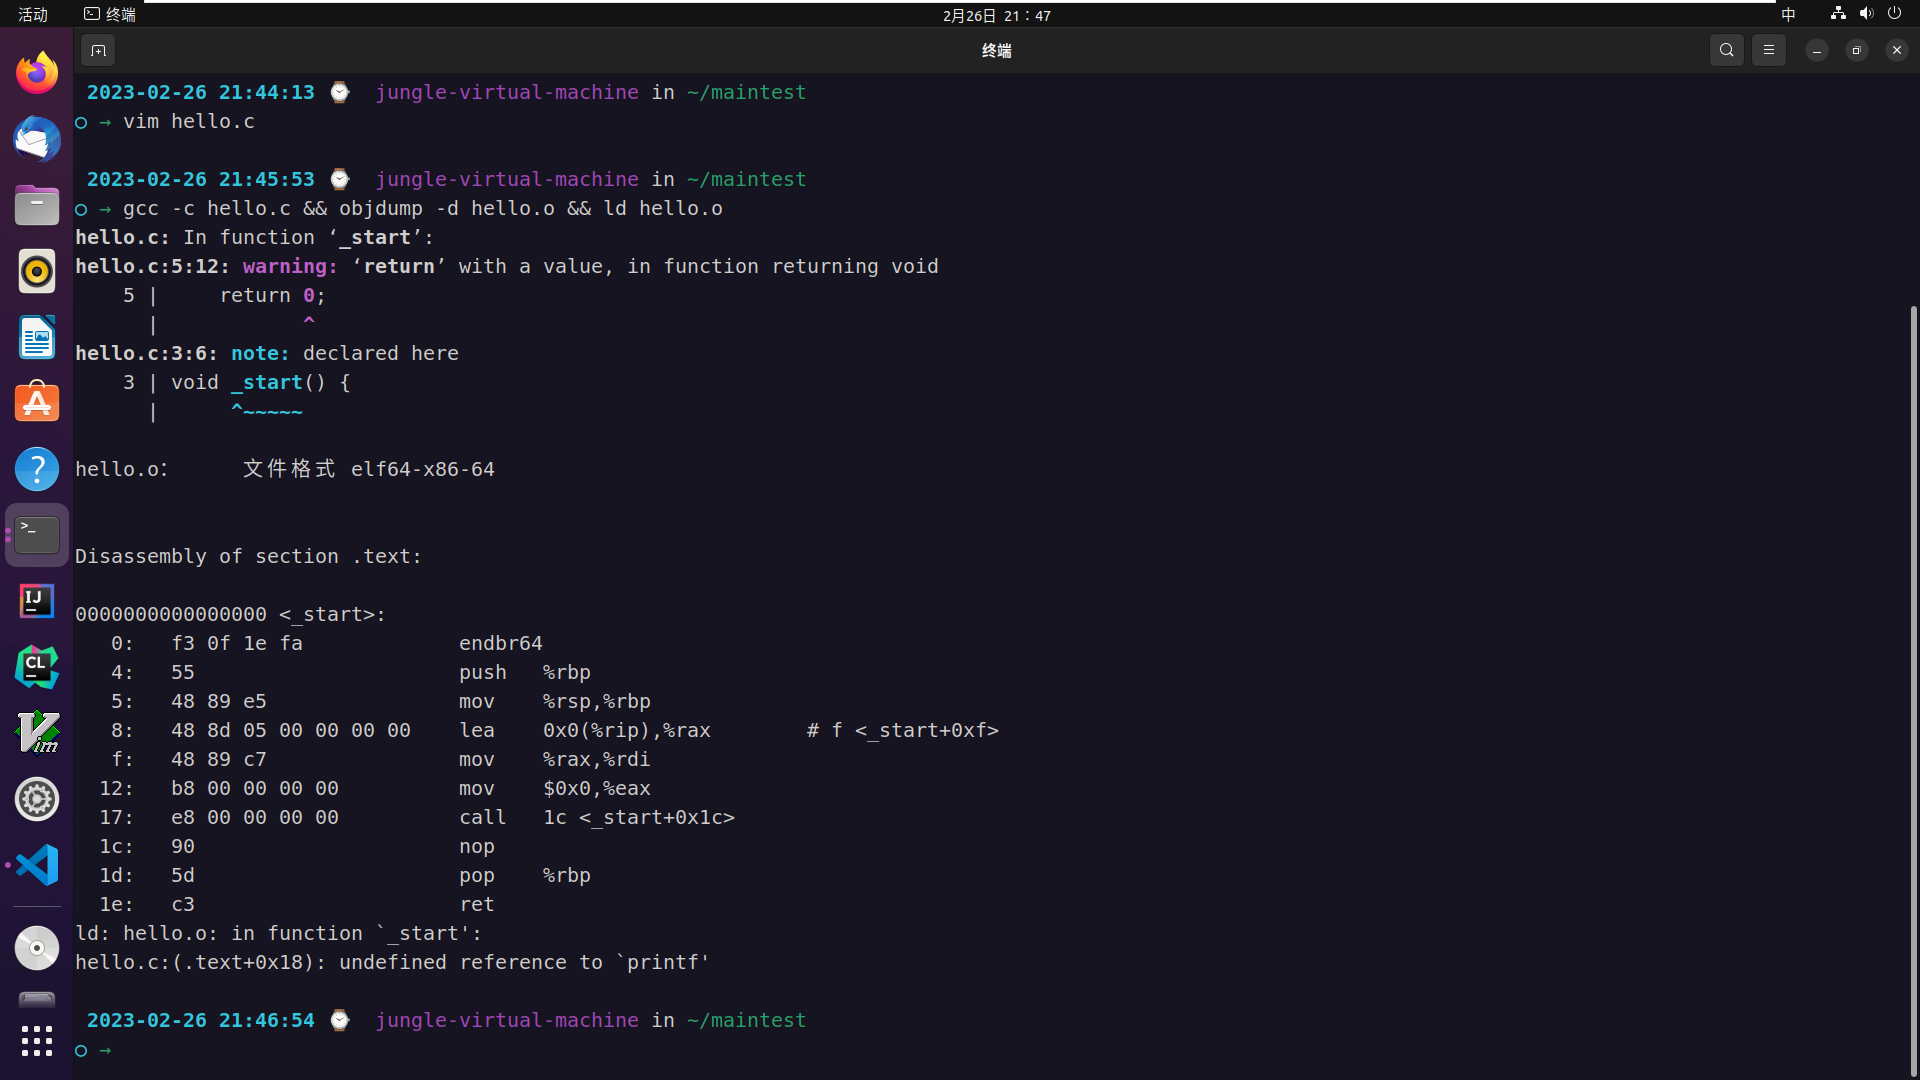 活动 终端 2月26日 21：47 中
终端
2023-02-26 21:44:13 ⌚ jungle-virtual-machine in ~/maintest
○ → vim hello.c
2023-02-26 21:45:53 ⌚ jungle-virtual-machine in ~/maintest
○ → gcc -c hello.c && objdump -d hello.o && ld hello.o
hello.c: In function ‘_start’:
hello.c:5:12: warning: ‘return’ with a value, in function returning void
    5 |     return 0;
      |            ^
hello.c:3:6: note: declared here
    3 | void _start() {
      |      ^~~~~~
hello.o：     文件格式 elf64-x86-64
Disassembly of section .text:
0000000000000000 <_start>:
   0:   f3 0f 1e fa             endbr64
   4:   55                      push   %rbp
   5:   48 89 e5                mov    %rsp,%rbp
   8:   48 8d 05 00 00 00 00    lea    0x0(%rip),%rax        # f <_start+0xf>
   f:   48 89 c7                mov    %rax,%rdi
  12:   b8 00 00 00 00          mov    $0x0,%eax
  17:   e8 00 00 00 00          call   1c <_start+0x1c>
  1c:   90                      nop
  1d:   5d                      pop    %rbp
  1e:   c3                      ret
ld: hello.o: in function `_start':
hello.c:(.text+0x18): undefined reference to `printf'
2023-02-26 21:46:54 ⌚ jungle-virtual-machine in ~/maintest
○ →
?
>_
IJ
CL
Vim